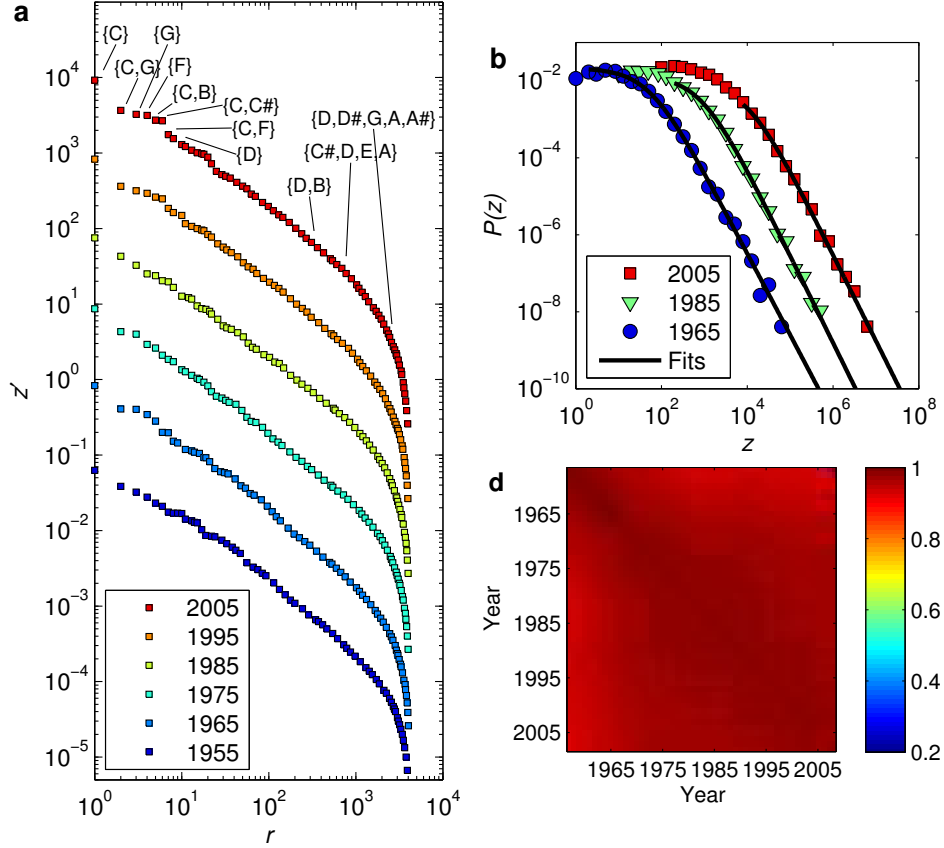 a
{C}
{G}
{C,G}
{F}
{C,B}
{C,C#}
{C,F}
{D}
{D,D#,G,A,A#}
{C#,D,E,A}
{D,B}
10^4
10^3
10^2
10^1
10^0
10^−1
10^−2
10^−3
10^−4
10^−5
z′
2005
1995
1985
1975
1965
1955
10^0 10^1 10^2 10^3 10^4
r
b
10^−2
10^−4
10^−6
10^−8
10^−10
P(z)
2005
1985
1965
Fits
10^0 10^2 10^4 10^6 10^8
z
d
1965
1975
1985
1995
2005
Year
1965 1975 1985 1995 2005
Year
1
0.8
0.6
0.4
0.2